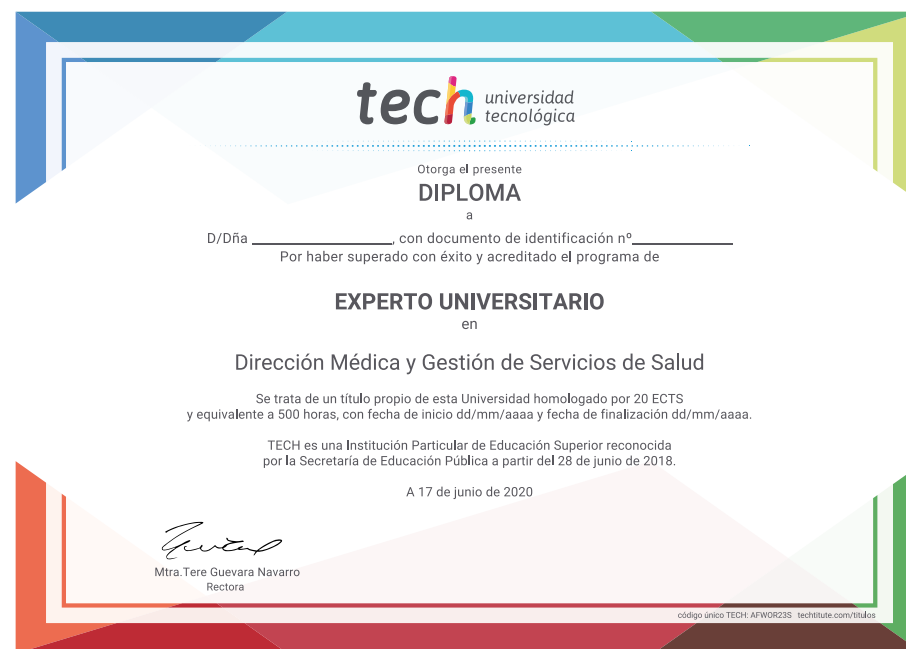 tech universidad
tecnológica
Otorga el presente
DIPLOMA
a
D/Dña ____________________, con documento de identificación nº______________
Por haber superado con éxito y acreditado el programa de
EXPERTO UNIVERSITARIO
en
Dirección Médica y Gestión de Servicios de Salud
Se trata de un título propio de esta Universidad homologado por 20 ECTS
y equivalente a 500 horas, con fecha de inicio dd/mm/aaaa y fecha de finalización dd/mm/aaaa.
TECH es una Institución Particular de Educación Superior reconocida
por la Secretaría de Educación Pública a partir del 28 de junio de 2018.
A 17 de junio de 2020
Mtra.Tere Guevara Navarro
Rectora
código único TECH: AFWOR23S techtitute.com/titulos